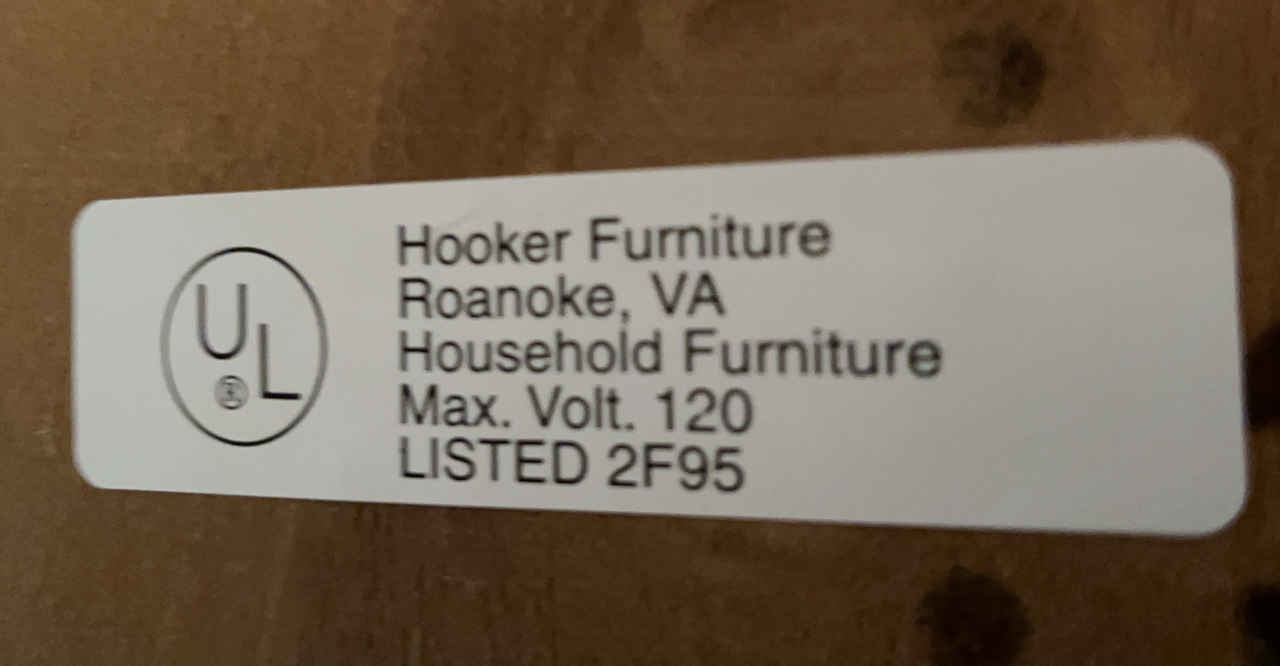 UL
®
Hooker Furniture
Roanoke, VA
Household Furniture
Max. Volt. 120
LISTED 2F95